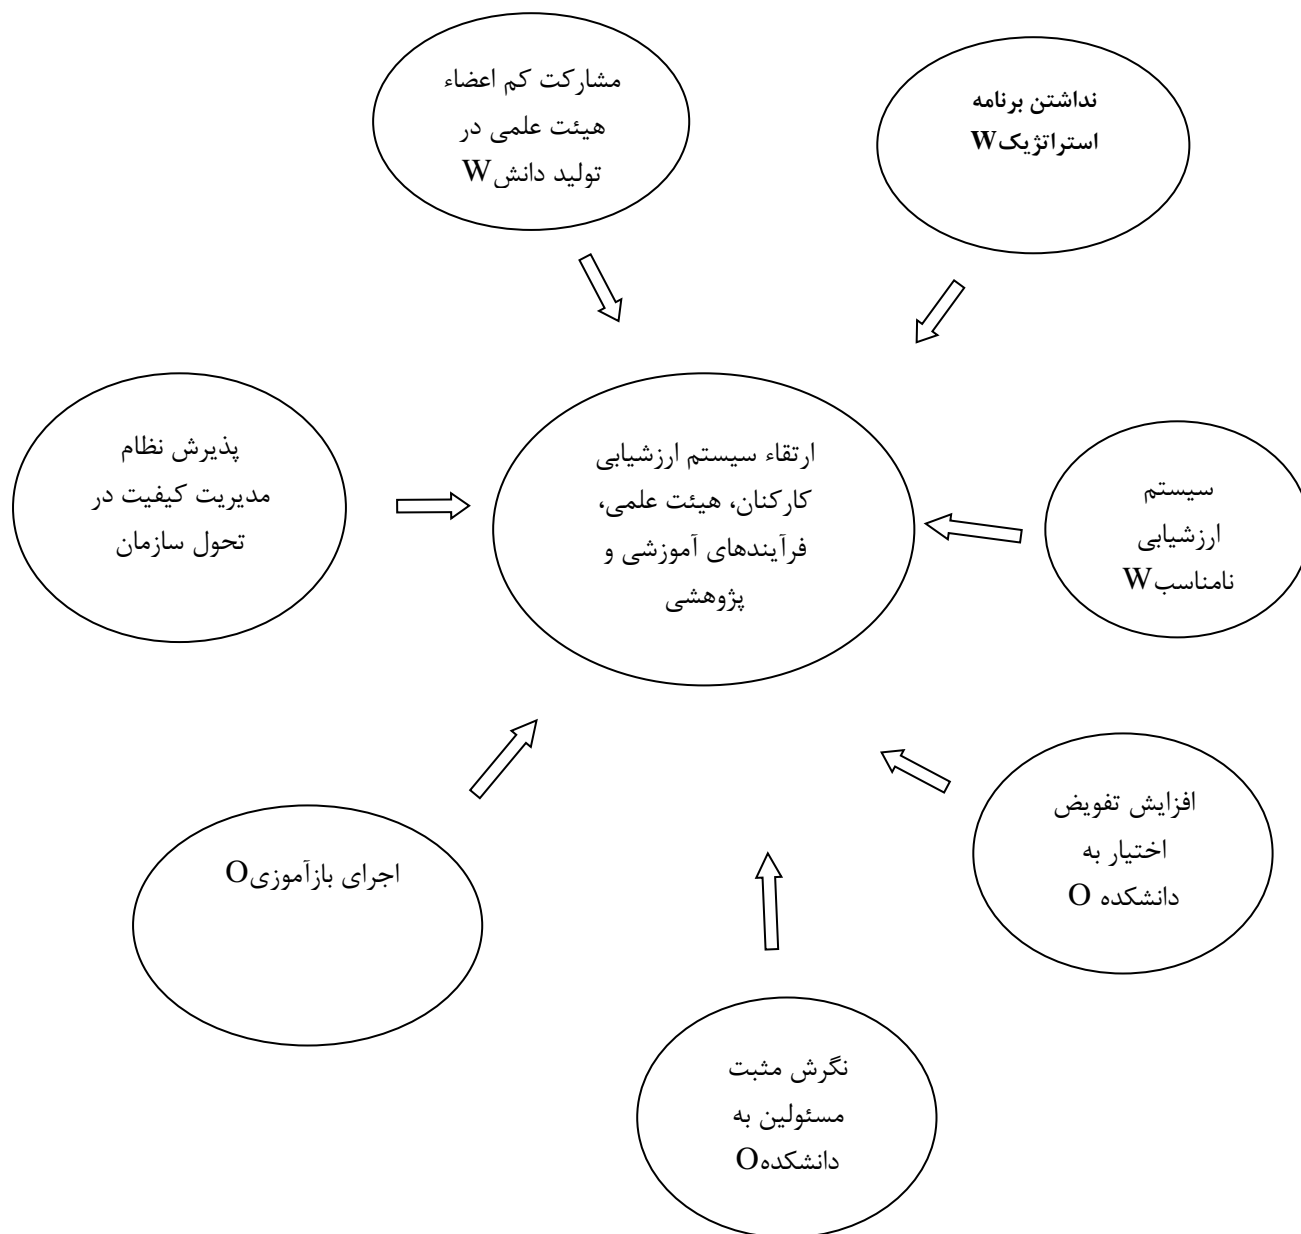 مشارکت کم اعضاء
هیئت علمی در
تولید دانشW
نداشتن برنامه
استراتژیکW
پذیرش نظام
مدیریت کیفیت در
تحول سازمان
ارتقاء سیستم ارزشیابی
کارکنان، هیئت علمی،
فرآیندهای آموزشی و
پژوهشی
سیستم
ارزشیابی
نامناسبW
افزایش تفویض
اختیار به
دانشکده O
اجرای بازآموزیO
نگرش مثبت
مسئولین به
دانشکدهO